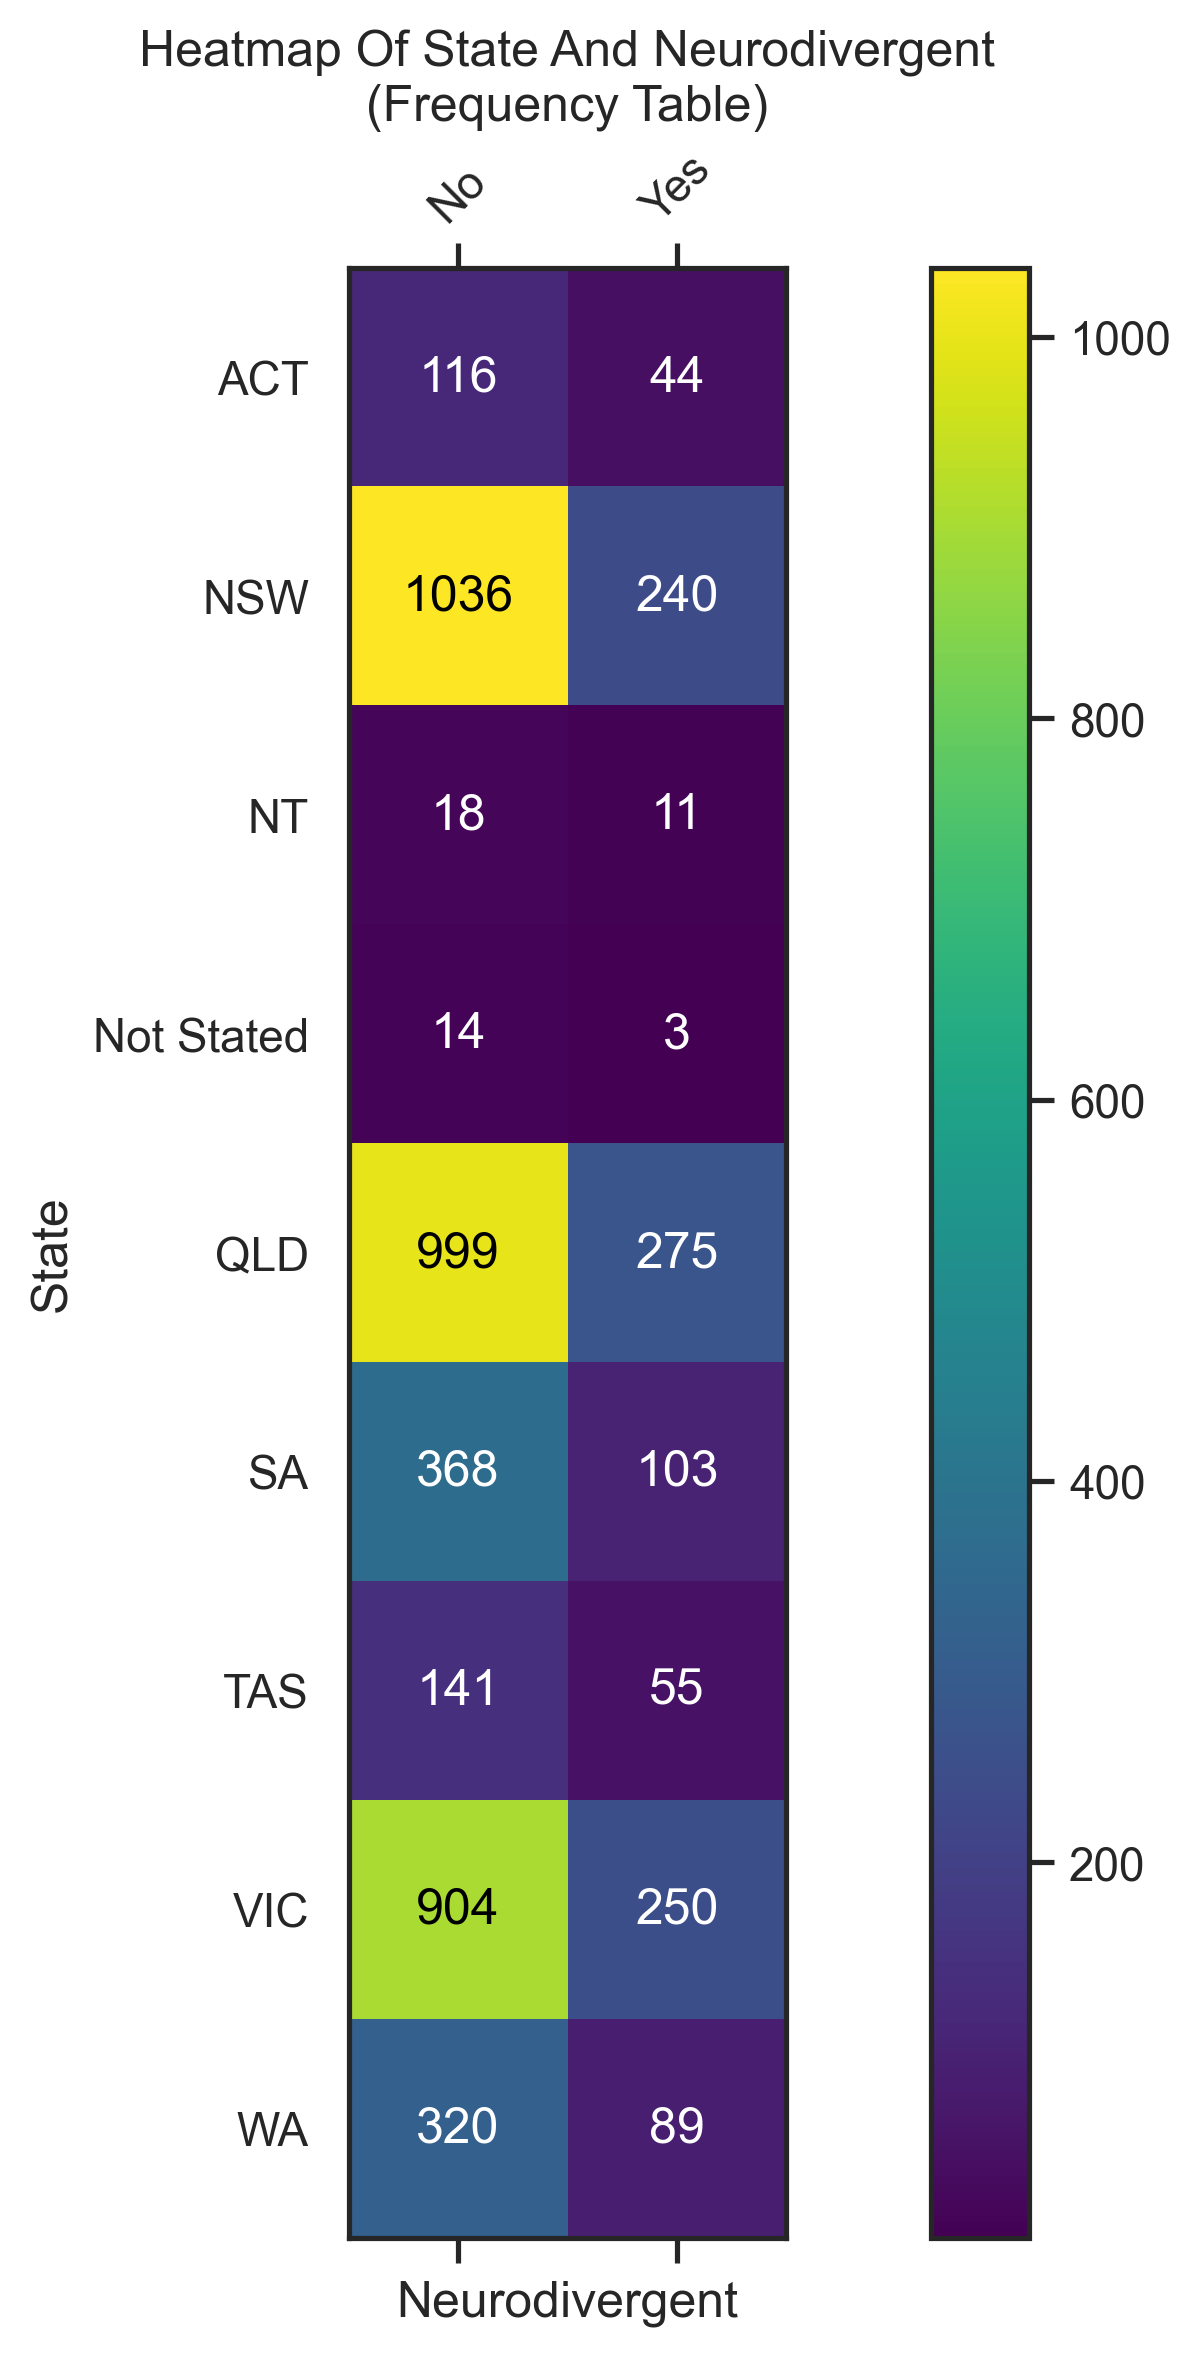 Heatmap Of State And Neurodivergent
(Frequency Table)
No Yes
ACT 116 44
NSW 1036 240
NT 18 11
Not Stated 14 3
QLD 999 275
SA 368 103
TAS 141 55
VIC 904 250
WA 320 89
State
Neurodivergent
1000
800
600
400
200